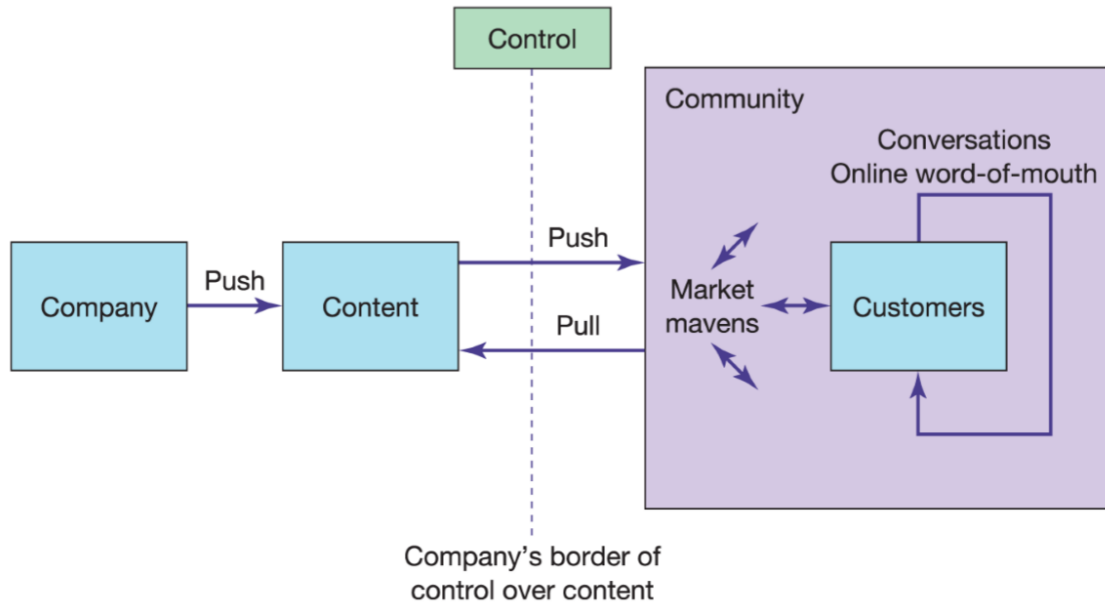 Control
Community
Conversations
Online word-of-mouth
Push
Push
Company
Content
Market
mavens
Customers
Pull
Company’s border of
control over content